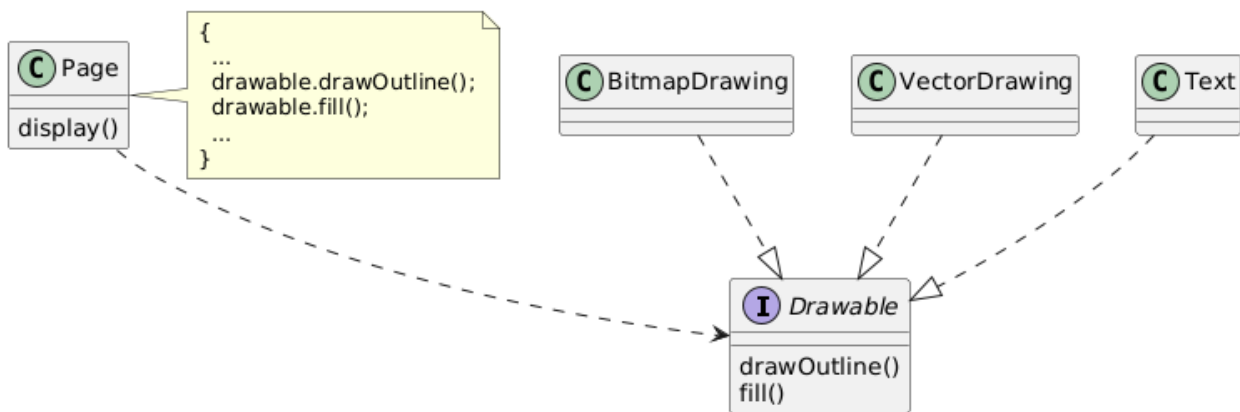 C Page
display()
{
...
drawable.drawOutline();
drawable.fill();
...
}
C BitmapDrawing
C VectorDrawing
C Text
I Drawable
drawOutline()
fill()